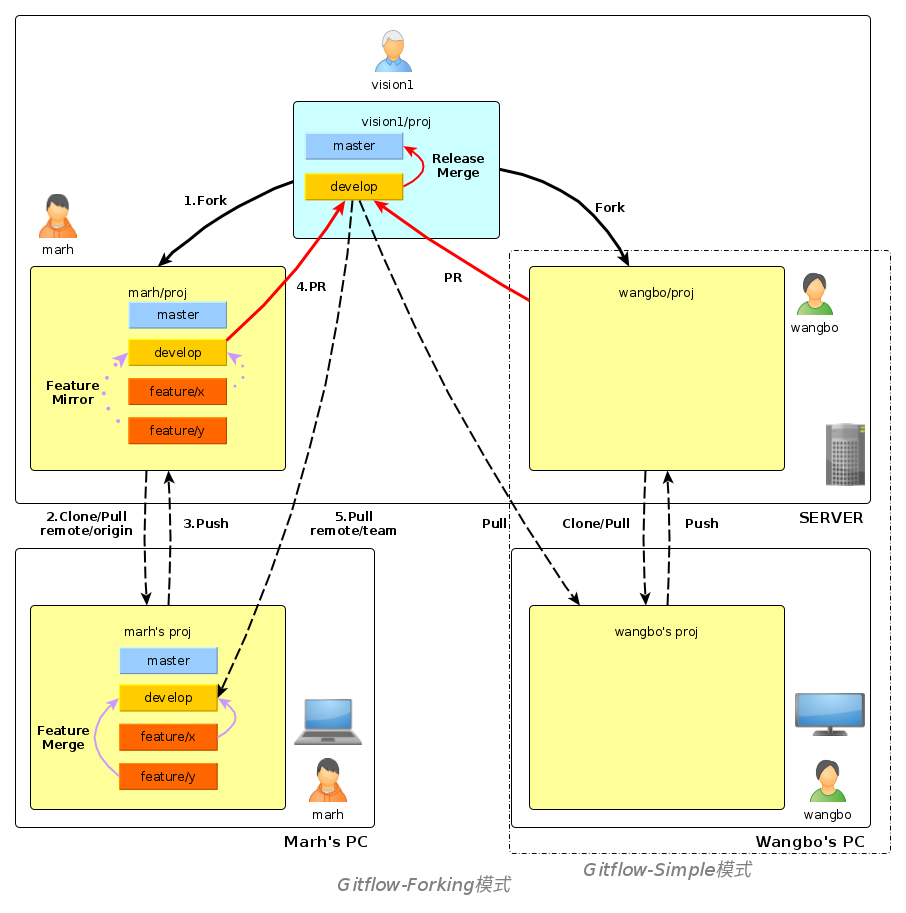 vision1
vision1/proj
master
develop
Release
Merge
1.Fork
Fork
marh
4.PR
PR
marh/proj
master
develop
feature/x
feature/y
Feature
Mirror
wangbo/proj
wangbo
SERVER
2.Clone/Pull
remote/origin
3.Push
5.Pull
remote/team
Pull
Clone/Pull
Push
marh's proj
master
develop
feature/x
feature/y
Feature
Merge
marh
Marh's PC
wangbo's proj
wangbo
Wangbo's PC
Gitflow-Simple模式
Gitflow-Forking模式